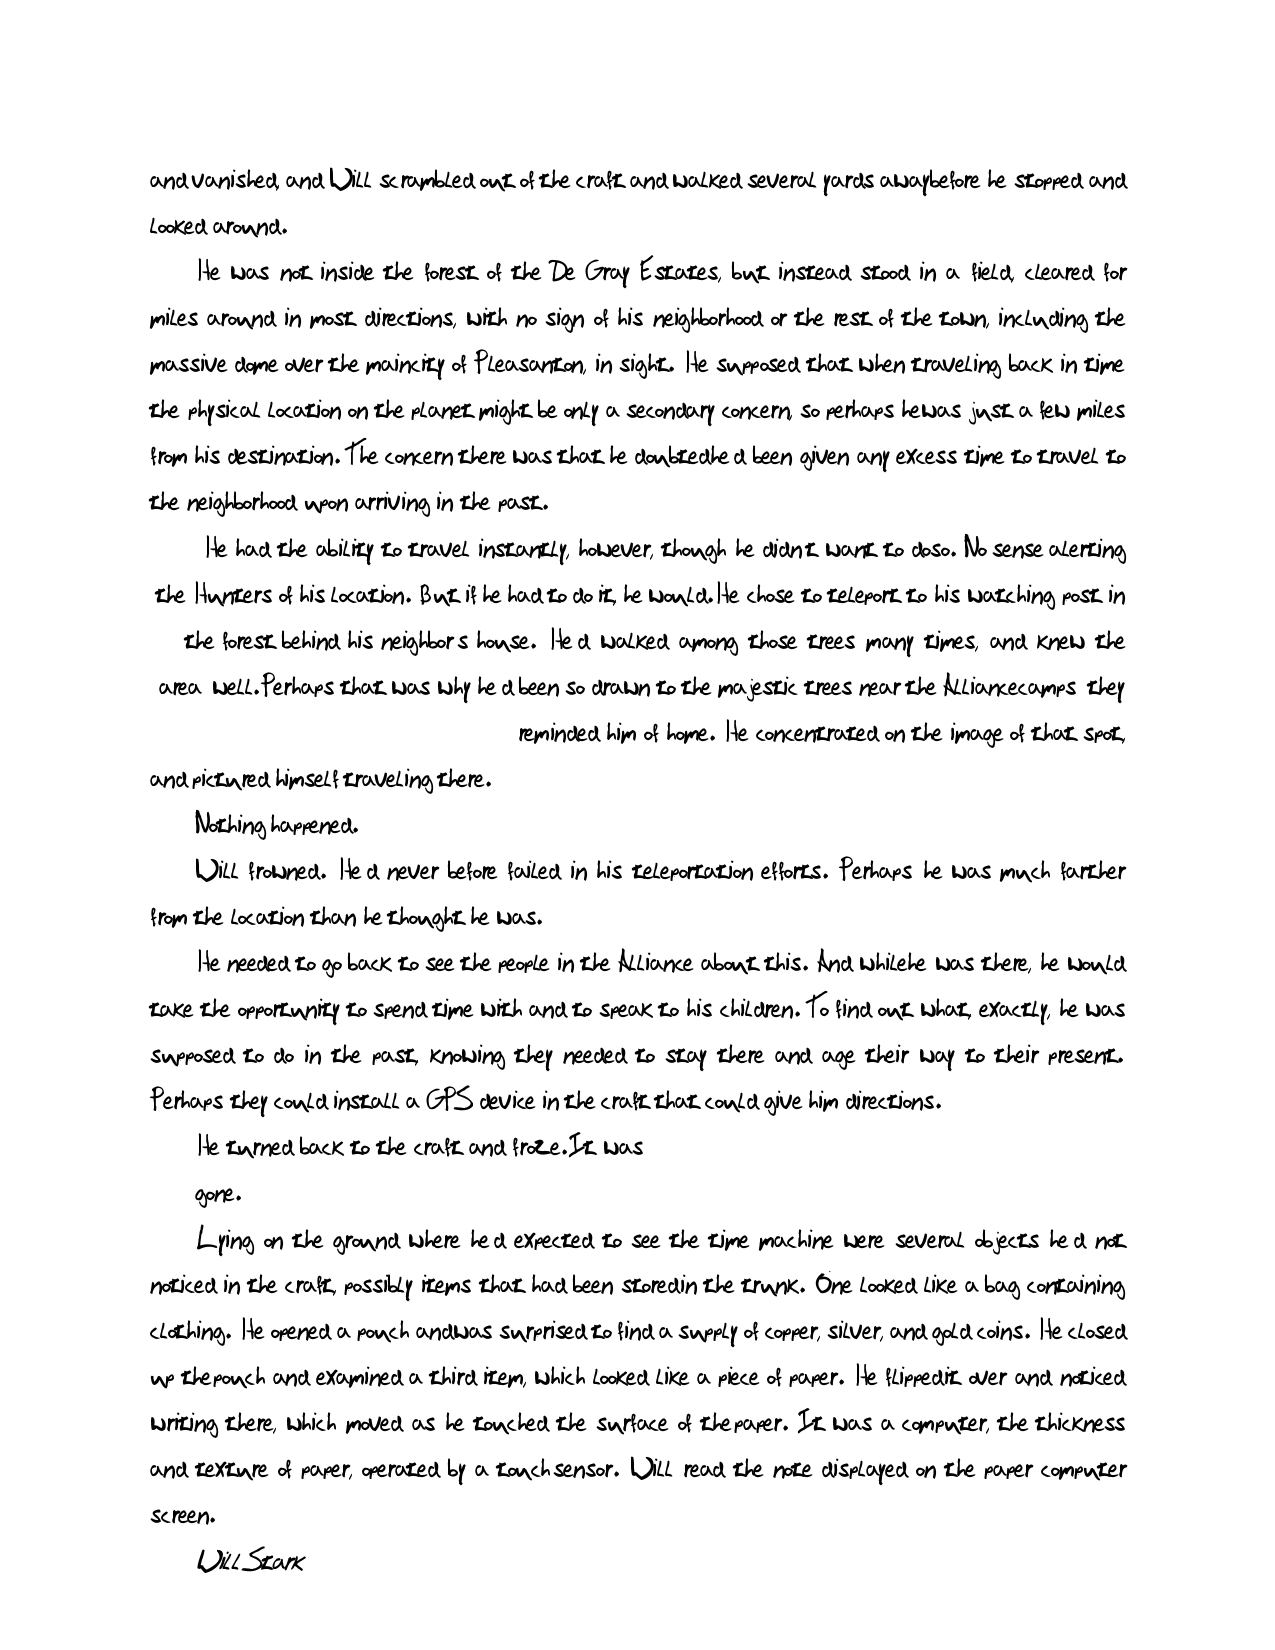 and vanished, and Will scrambled out of the craft and walked several yards awaybefore he stopped and
looked around.
He was not inside the forest of the De Gray Estates, but instead stood in a field, cleared for
miles around in most directions, with no sign of his neighborhood or the rest of the town, including the
massive dome over the maincity of Pleasanton, in sight. He supposed that when traveling back in time
the physical location on the planet might be only a secondary concern, so perhaps hewas just a few miles
from his destination. The concern there was that he doubtedhe d been given any excess time to travel to
the neighborhood upon arriving in the past.
He had the ability to travel instantly, however, though he didn t want to doso. No sense alerting
the Hunters of his location. But if he had to do it, he would. He chose to teleport to his watching post in
the forest behind his neighbor s house. He d walked among those trees many times, and knew the
area well. Perhaps that was why he d been so drawn to the majestic trees near the Alliancecamps they
reminded him of home. He concentrated on the image of that spot,
and pictured himself traveling there.
Nothing happened.
Will frowned. He d never before failed in his teleportation efforts. Perhaps he was much farther
from the location than he thought he was.
He needed to go back to see the people in the Alliance about this. And whilehe was there, he would
take the opportunity to spend time with and to speak to his children. To find out what, exactly, he was
supposed to do in the past, knowing they needed to stay there and age their way to their present.
Perhaps they could install a GPS device in the craft that could give him directions.
He turned back to the craft and froze. It was
gone.
Lying on the ground where he d expected to see the time machine were several objects he d not
noticed in the craft, possibly items that had been storedin the trunk. One looked like a bag containing
clothing. He opened a pouch andwas surprised to find a supply of copper, silver, and gold coins. He closed
up thepouch and examined a third item, which looked like a piece of paper. He flippedit over and noticed
writing there, which moved as he touched the surface of thepaper. It was a computer, the thickness
and texture of paper, operated by a touch sensor. Will read the note displayed on the paper computer
screen.
Will Stark